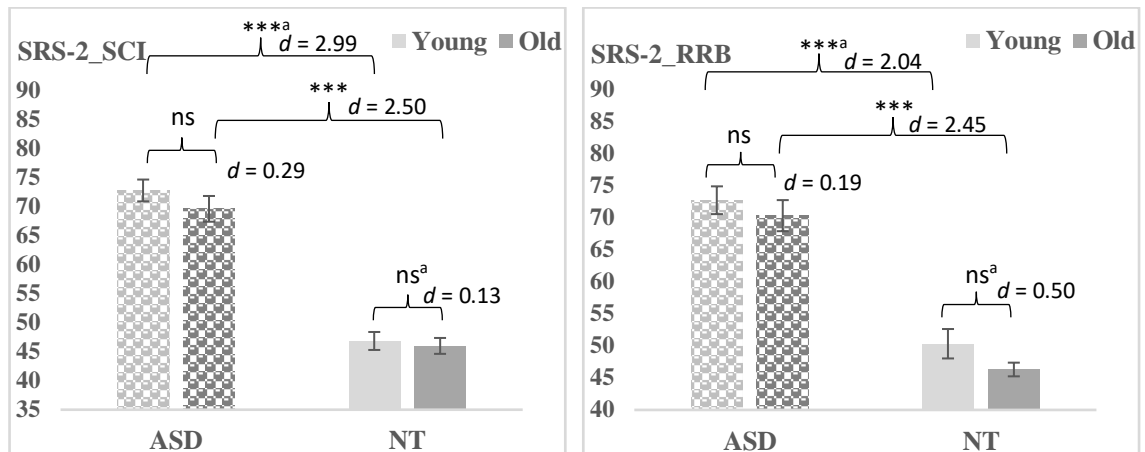 ***a
d = 2.99
Young Old
SRS-2_SCI
***
d = 2.50
ns
d = 0.29
nsa
d = 0.13
90
85
80
75
70
65
60
55
50
45
40
35
ASD NT
***a
d = 2.04
Young Old
SRS-2_RRB
***
d = 2.45
ns
d = 0.19
nsa
d = 0.50
90
85
80
75
70
65
60
55
50
45
40
ASD NT